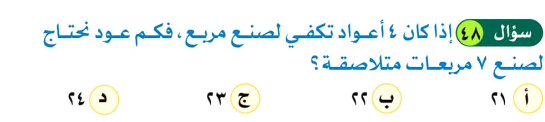 سؤال ٤٨ إذا كان ٤ أعواد تكفي لصنع مربع، فكم عود نحتاج
لصنع ٧ مربعات متلاصقة؟
أ ٢١ ب ٢٢ ج ٢٣ د ٢٤